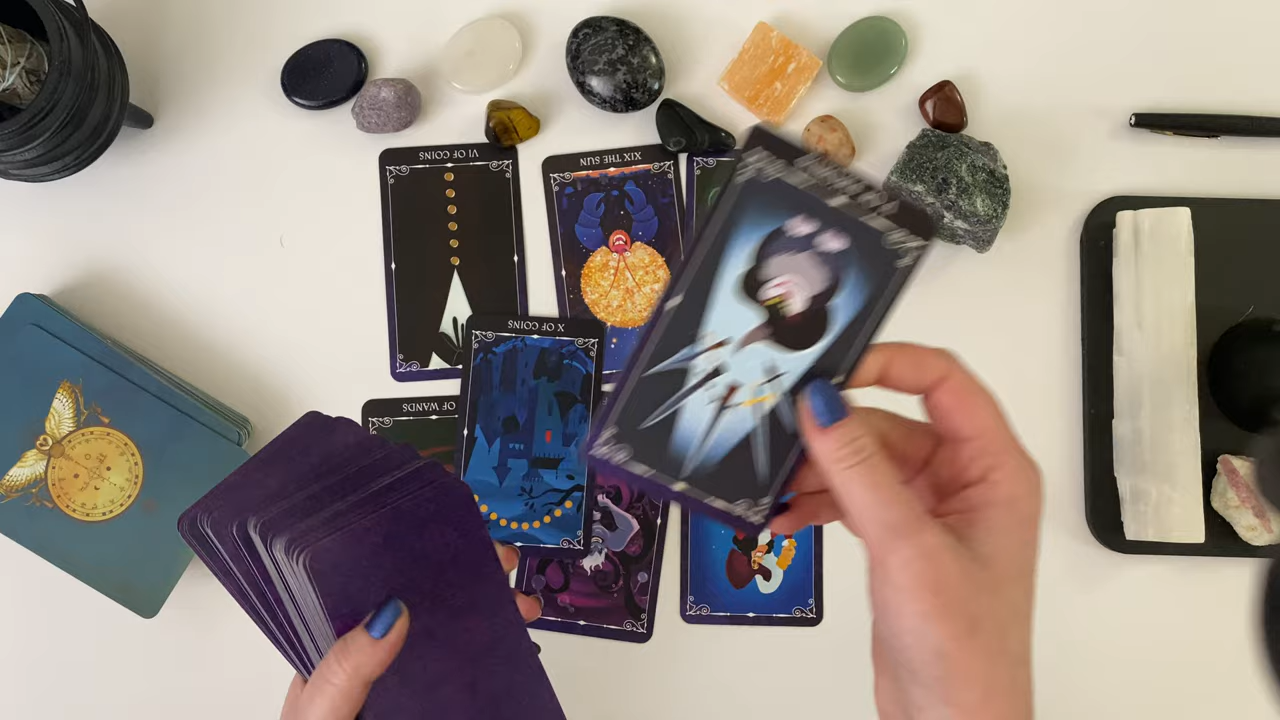 VI OF COINS
XIX THE SUN
X OF COINS
OF WANDS